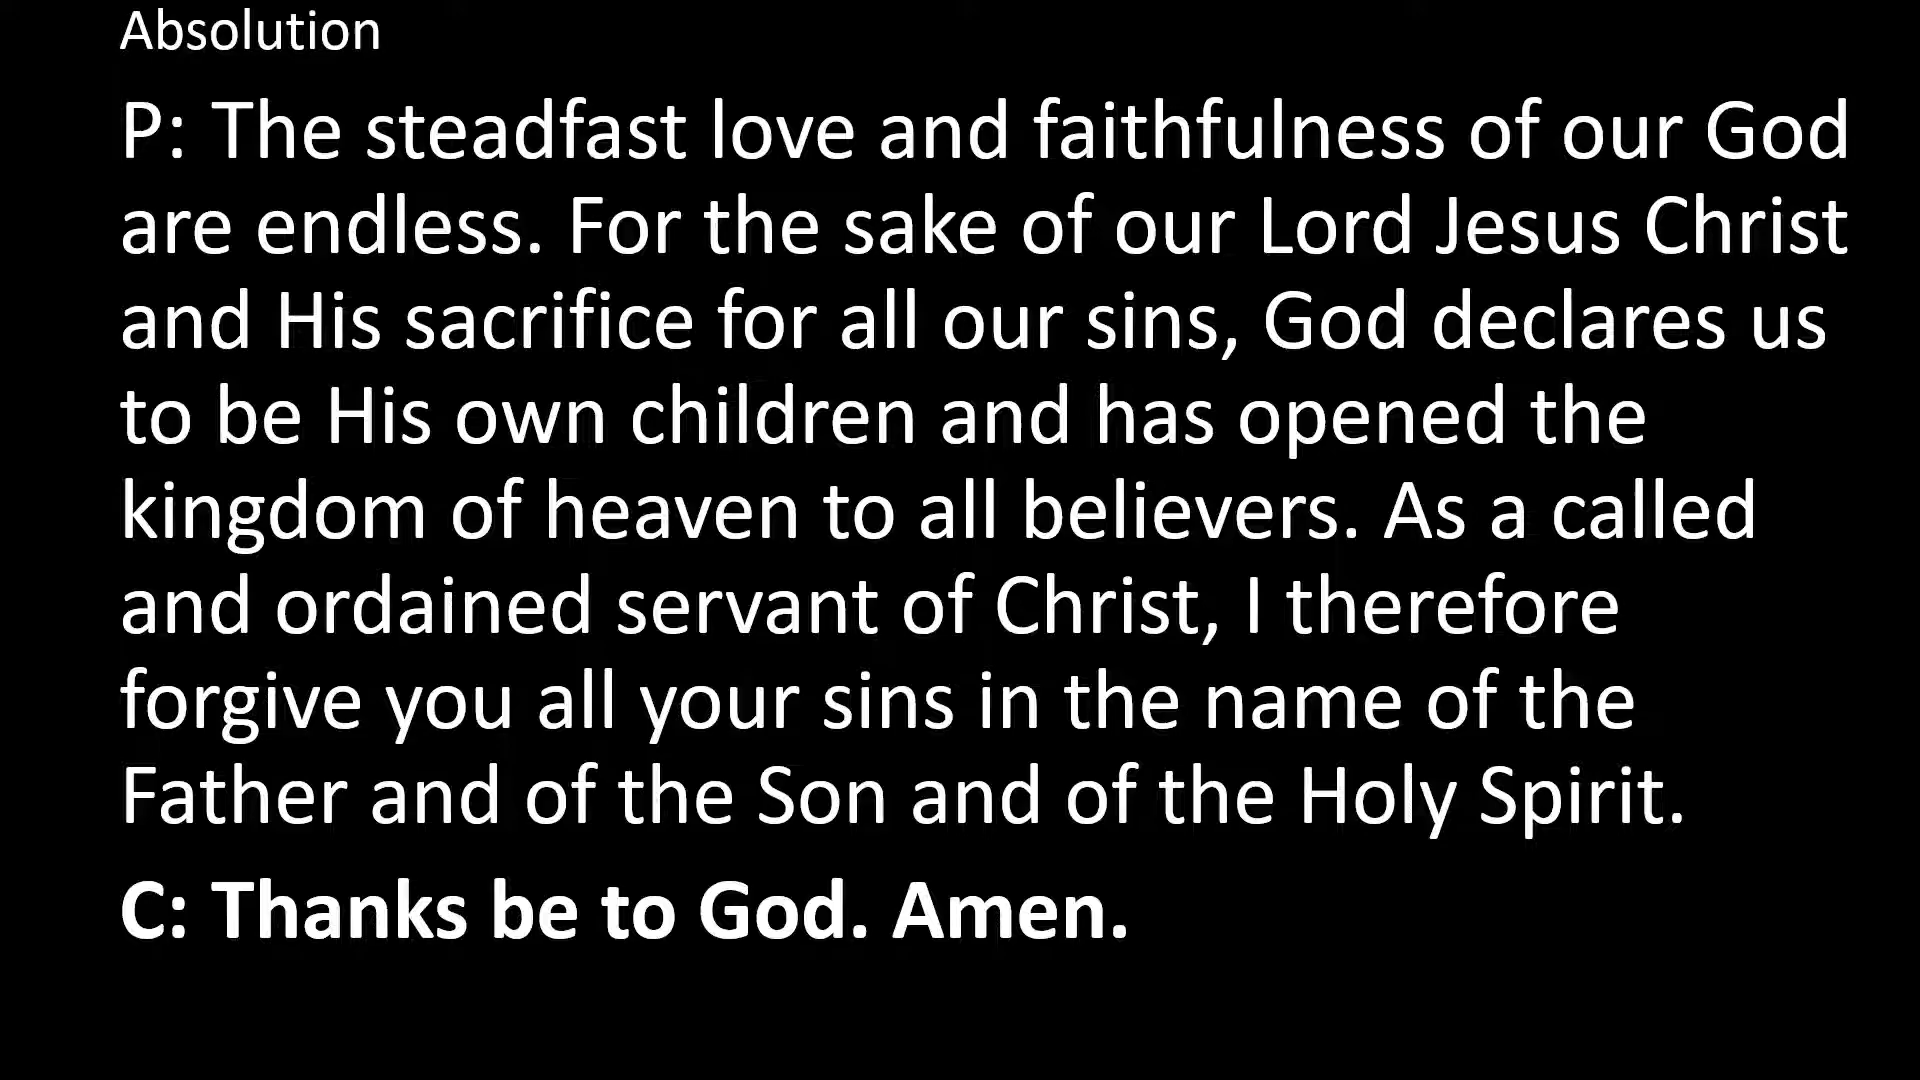 Absolution
P: The steadfast love and faithfulness of our God
are endless. For the sake of our Lord Jesus Christ
and His sacrifice for all our sins, God declares us
to be His own children and has opened the
kingdom of heaven to all believers. As a called
and ordained servant of Christ, I therefore
forgive you all your sins in the name of the
Father and of the Son and of the Holy Spirit.
C: Thanks be to God. Amen.